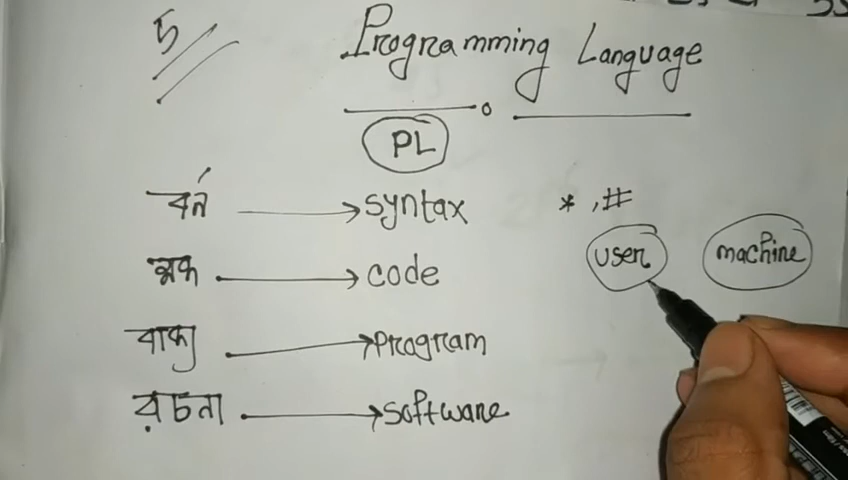 5
Programming Language
PL
বর্ন → syntax *, #
user machine
শব্দ → code
বাক্য → Program
রচনা → software